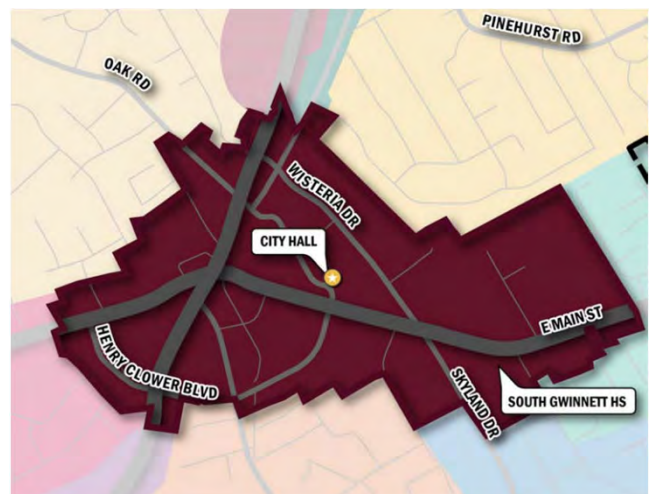 PINEHURST RD
OAK RD
WISTERIA DR
CITY HALL
E MAIN ST
HENRY CLOWER BLVD
SKYLAND DR
SOUTH GWINNETT HS